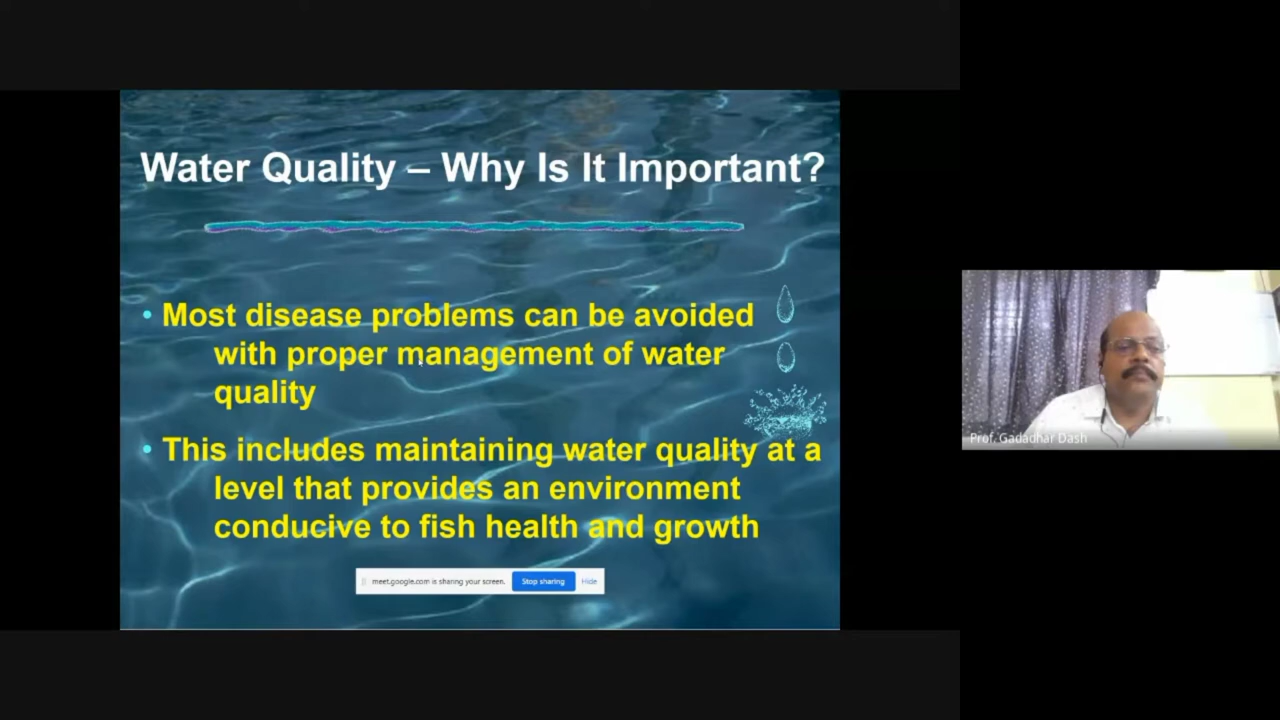 Water Quality – Why Is It Important?
• Most disease problems can be avoided
with proper management of water
quality
• This includes maintaining water quality at a
level that provides an environment
conducive to fish health and growth
meet.google.com is sharing your screen. Stop sharing Hide
Prof. Gadadhar Dash